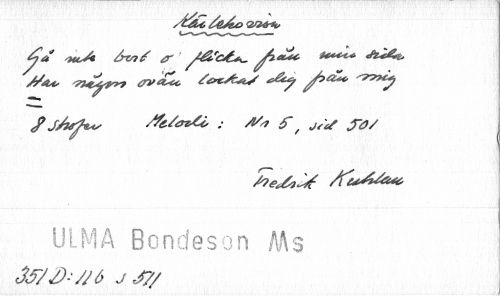 Kärleksvisa
Gå inte bort o flicka från min sida
Har någon ovän lockat dig från mig
=
8 strofer Melodi: Nr 5, sid 501
Fredrik Kuhlau
ULMA Bondeson Ms
351 D:116 s 511